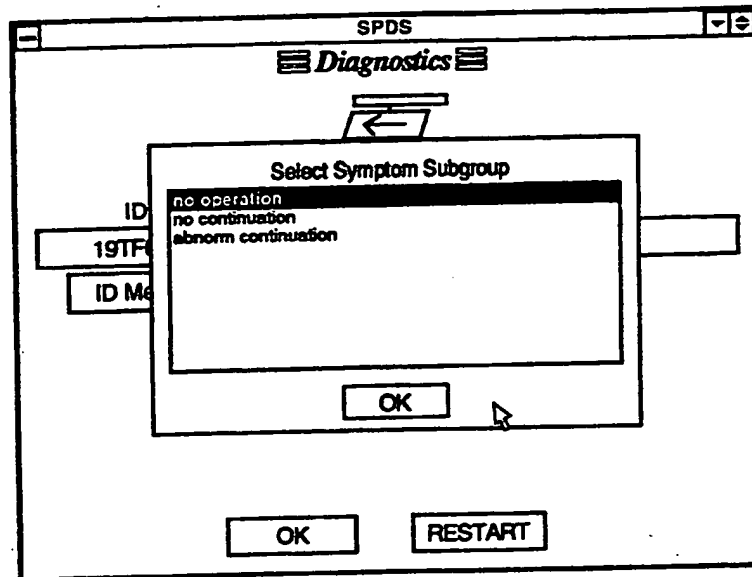 SPDS
Diagnostics
Select Symptom Subgroup
no operation
no continuation
abnorm continuation
ID
19TF
ID Me
OK
OK
RESTART